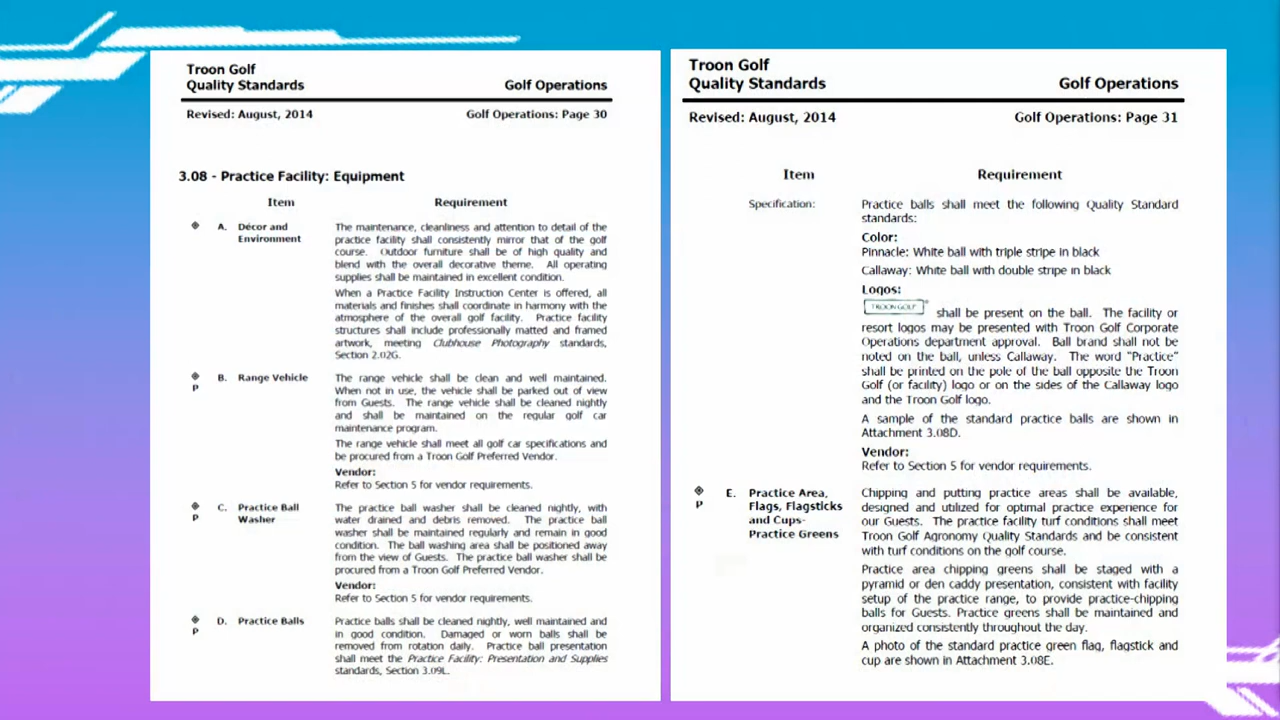 Troon Golf
Quality Standards
Golf Operations
Revised: August, 2014
Golf Operations: Page 30
3.08 - Practice Facility: Equipment
Item
Requirement
A. Décor and
Environment
The maintenance, cleanliness and attention to detail of the
practice facility shall consistently mirror that of the golf
course. Outdoor furniture shall be of high quality and
blend with the overall decorative theme. All operating
supplies shall be maintained in excellent condition.
When a Practice Facility Instruction Center is offered, all
materials and finishes shall coordinate in harmony with the
atmosphere of the overall golf facility. Practice facility
structures shall include professionally matted and framed
artwork, meeting Clubhouse Photography standards,
Section 2.02G.
P
B. Range Vehicle
The range vehicle shall be clean and well maintained.
When not in use, the vehicle shall be parked out of view
from Guests. The range vehicle shall be cleaned nightly
and shall be maintained on the regular golf car
maintenance program.
The range vehicle shall meet all golf car specifications and
be procured from a Troon Golf Preferred Vendor.
Vendor:
Refer to Section 5 for vendor requirements.
P
C. Practice Ball
Washer
The practice ball washer shall be cleaned nightly, with
water drained and debris removed. The practice ball
washer shall be maintained regularly and remain in good
condition. The ball washing area shall be positioned away
from the view of Guests. The practice ball washer shall be
procured from a Troon Golf Preferred Vendor.
Vendor:
Refer to Section 5 for vendor requirements.
P
D. Practice Balls
Practice balls shall be cleaned nightly, well maintained and
in good condition. Damaged or worn balls shall be
removed from rotation daily. Practice ball presentation
shall meet the Practice Facility: Presentation and Supplies
standards, Section 3.09L.
Troon Golf
Quality Standards
Golf Operations
Revised: August, 2014
Golf Operations: Page 31
Item
Requirement
Specification:
Practice balls shall meet the following Quality Standard
standards:
Color:
Pinnacle: White ball with triple stripe in black
Callaway: White ball with double stripe in black
Logos:
TROON GOLF shall be present on the ball. The facility or
resort logos may be presented with Troon Golf Corporate
Operations department approval. Ball brand shall not be
noted on the ball, unless Callaway. The word "Practice"
shall be printed on the pole of the ball opposite the Troon
Golf (or facility) logo or on the sides of the Callaway logo
and the Troon Golf logo.
A sample of the standard practice balls are shown in
Attachment 3.08D.
Vendor:
Refer to Section 5 for vendor requirements.
P
E. Practice Area,
Flags, Flagsticks
and Cups-
Practice Greens
Chipping and putting practice areas shall be available,
designed and utilized for optimal practice experience for
our Guests. The practice facility turf conditions shall meet
Troon Golf Agronomy Quality Standards and be consistent
with turf conditions on the golf course.
Practice area chipping greens shall be staged with a
pyramid or den caddy presentation, consistent with facility
setup of the practice range, to provide practice-chipping
balls for Guests. Practice greens shall be maintained and
organized consistently throughout the day.
A photo of the standard practice green flag, flagstick and
cup are shown in Attachment 3.08E.